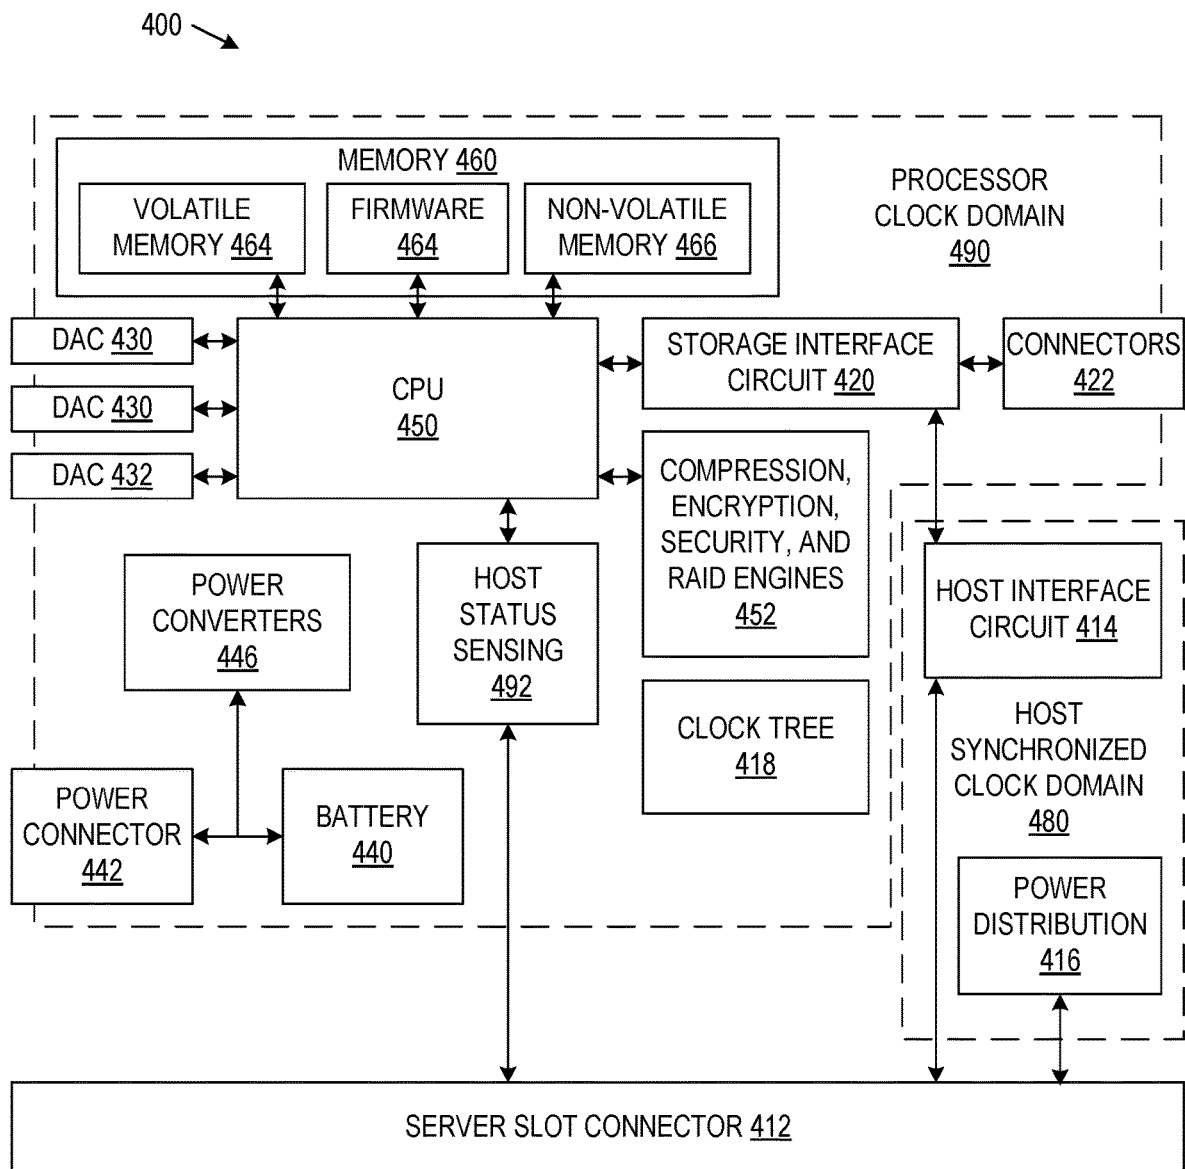 400
MEMORY 460
VOLATILE
MEMORY 464
FIRMWARE
464
NON-VOLATILE
MEMORY 466
PROCESSOR
CLOCK DOMAIN
490
DAC 430
DAC 430
DAC 432
CPU
450
STORAGE INTERFACE
CIRCUIT 420
CONNECTORS
422
COMPRESSION,
ENCRYPTION,
SECURITY, AND
RAID ENGINES
452
POWER
CONVERTERS
446
HOST
STATUS
SENSING
492
HOST INTERFACE
CIRCUIT 414
CLOCK TREE
418
HOST
SYNCHRONIZED
CLOCK DOMAIN
480
POWER
CONNECTOR
442
BATTERY
440
POWER
DISTRIBUTION
416
SERVER SLOT CONNECTOR 412